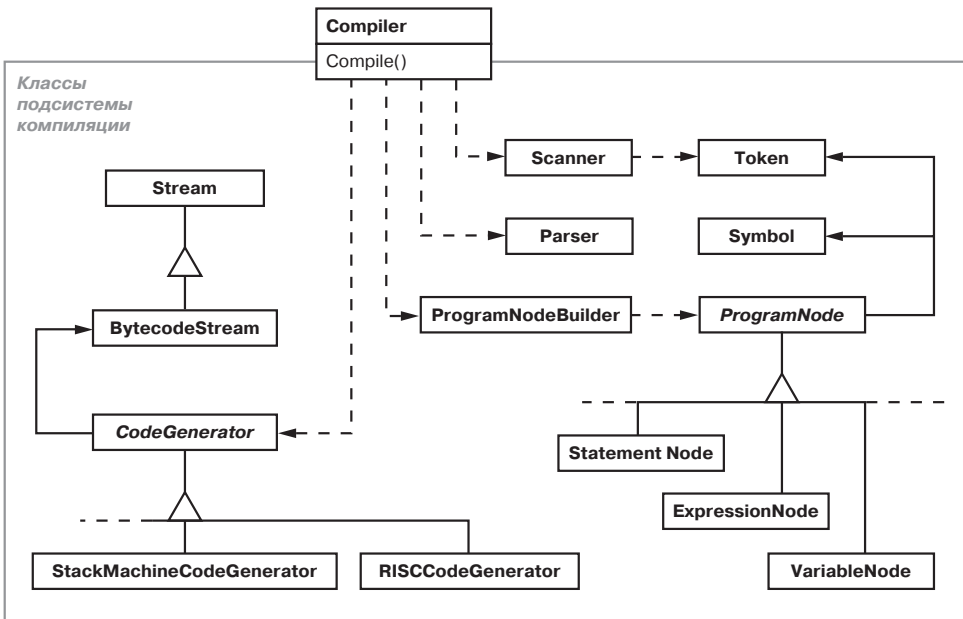 Compiler
Compile()
Классы
подсистемы
компиляции
Scanner
Token
Stream
Parser
Symbol
BytecodeStream
ProgramNodeBuilder
ProgramNode
CodeGenerator
Statement Node
ExpressionNode
StackMachineCodeGenerator
RISCCodeGenerator
VariableNode